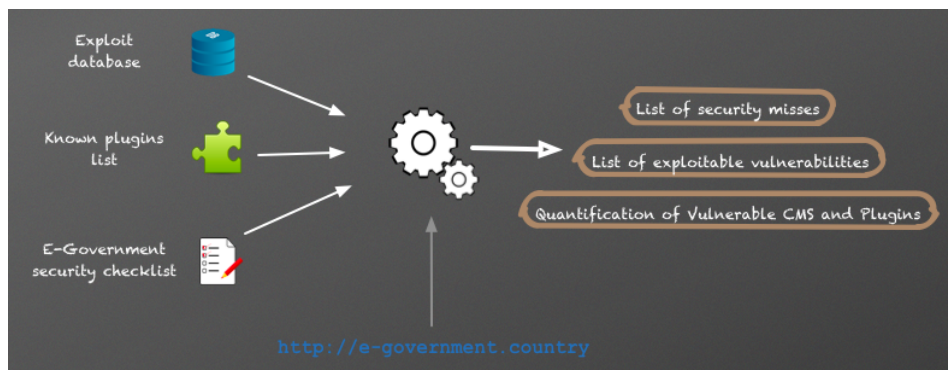 Exploit
database
Known plugins
list
E-Government
security checklist
List of security misses
List of exploitable vulnerabilities
Quantification of Vulnerable CMS and Plugins
http://e-government.country